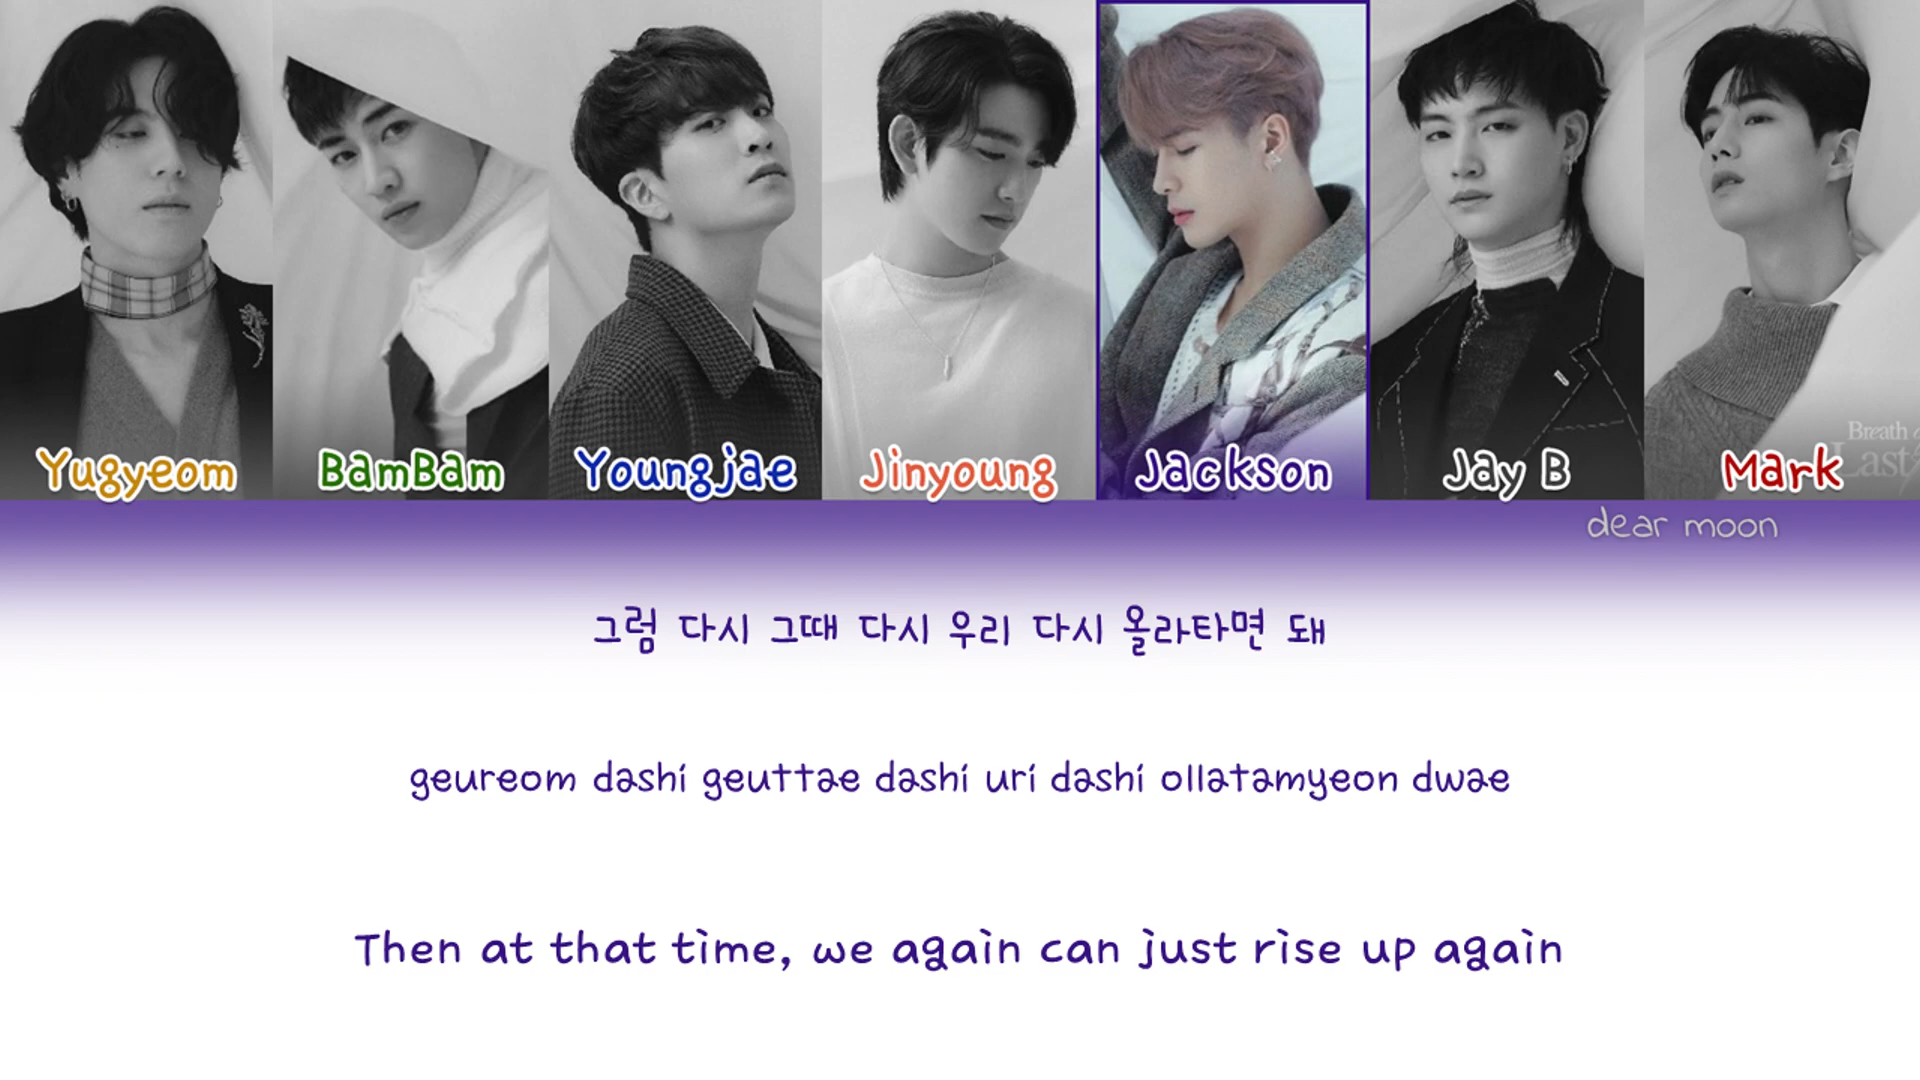 Yugyeom BamBam Youngjae Jinyoung Jackson Jay B Mark
Breath
Last
dear moon
그럼 다시 그때 다시 우리 다시 올라타면 돼
geureom dashi geuttae dashi uri dashi ollatamyeon dwae
Then at that time, we again can just rise up again